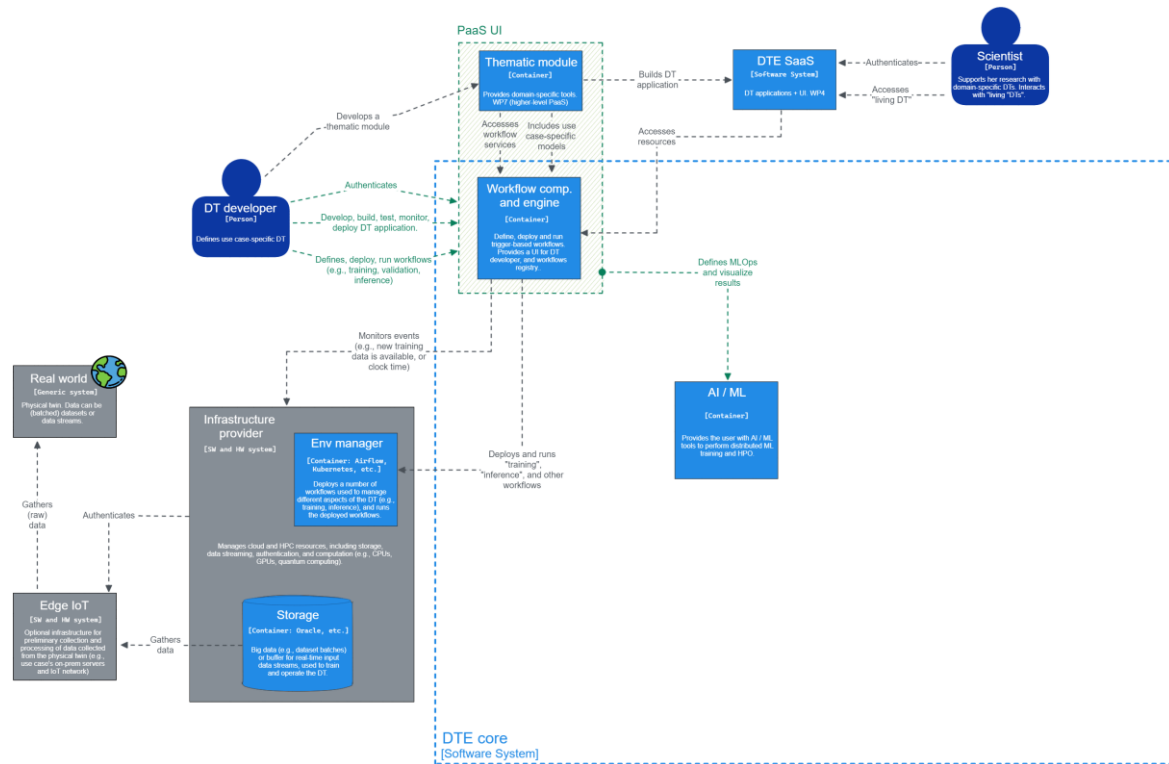 PaaS UI
Thematic module
[Container]
Provides domain-specific tools.
WP7 (higher-level PaaS)
Builds DT
application
DTE SaaS
[Software System]
DT applications + UI. WP4
Authenticates
Accesses
"living DT"
Scientist
[Person]
Supports her research with
domain-specific DTs. Interacts
with "living "DTs".
Develops a
-thematic module
Accesses
workflow
services
Includes use
case-specific
models
Accesses
resources
DT developer
[Person]
Defines use case-specific DT
Authenticates
Develop, build, test, monitor,
deploy DT application.
Defines, deploy, run workflows
(e.g., training, validation,
inference)
Workflow comp.
and engine
[Container]
Define, deploy and run
trigger-based workflows.
Provides a UI for DT
developer, and workflows
registry.
Defines MLOps
and visualize
results
Monitors events
(e.g., new training
data is available, or
clock time)
Real world
[Generic system]
Physical twin. Data can be
(batched) datasets or
data streams.
Infrastructure
provider
[SW and HW system]
Env manager
[Container: Airflow,
Kubernetes, etc.]
Deploys a number of
workflows used to manage
different aspects of the DT (e.g.,
training, inference), and runs
the deployed workflows.
Deploys and runs
"training",
"inference", and other
workflows
AI / ML
[Container]
Provides the user with AI / ML
tools to perform distributed ML
training and HPO.
Gathers
(raw)
data
Authenticates
Manages cloud and HPC resources, including storage,
data streaming, authentication, and computation (e.g., CPUs,
GPUs, quantum computing).
Edge IoT
[SW and HW system]
Optional infrastructure for
preliminary collection and
processing of data collected
from the physical twin (e.g.,
use case's on-prem servers
and IoT network)
Gathers
data
Storage
[Container: Oracle, etc.]
Big data (e.g., dataset batches)
or buffer for real-time input
data streams, used to train
and operate the DT.
DTE core
[Software System]